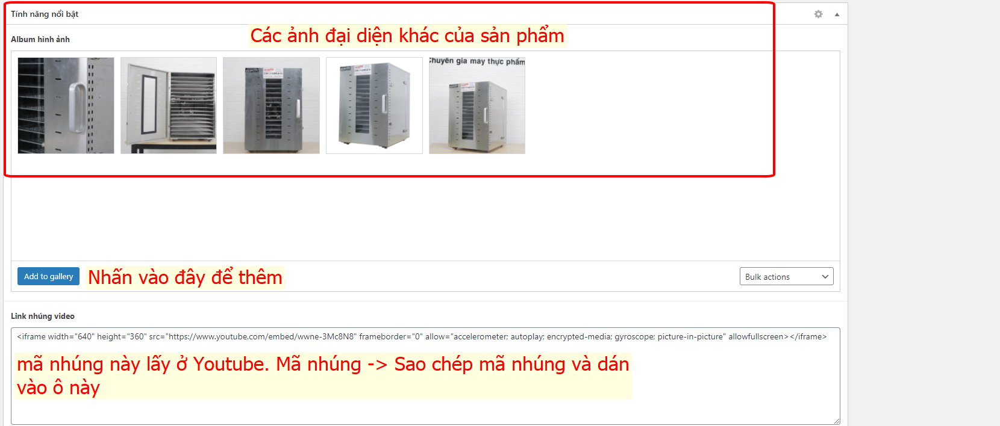 Tính năng nổi bật
Các ảnh đại diện khác của sản phẩm
Album hình ảnh
Chuyên gia máy thực phẩm
Add to gallery
Nhấn vào đây để thêm
Bulk actions
Link nhúng video
<iframe width="640" height="360" src="https://www.youtube.com/embed/wwne-3Mc8N8" frameborder="0" allow="accelerometer; autoplay; encrypted-media; gyroscope; picture-in-picture" allowfullscreen></iframe>
mã nhúng này lấy ở Youtube. Mã nhúng -> Sao chép mã nhúng và dán
vào ô này